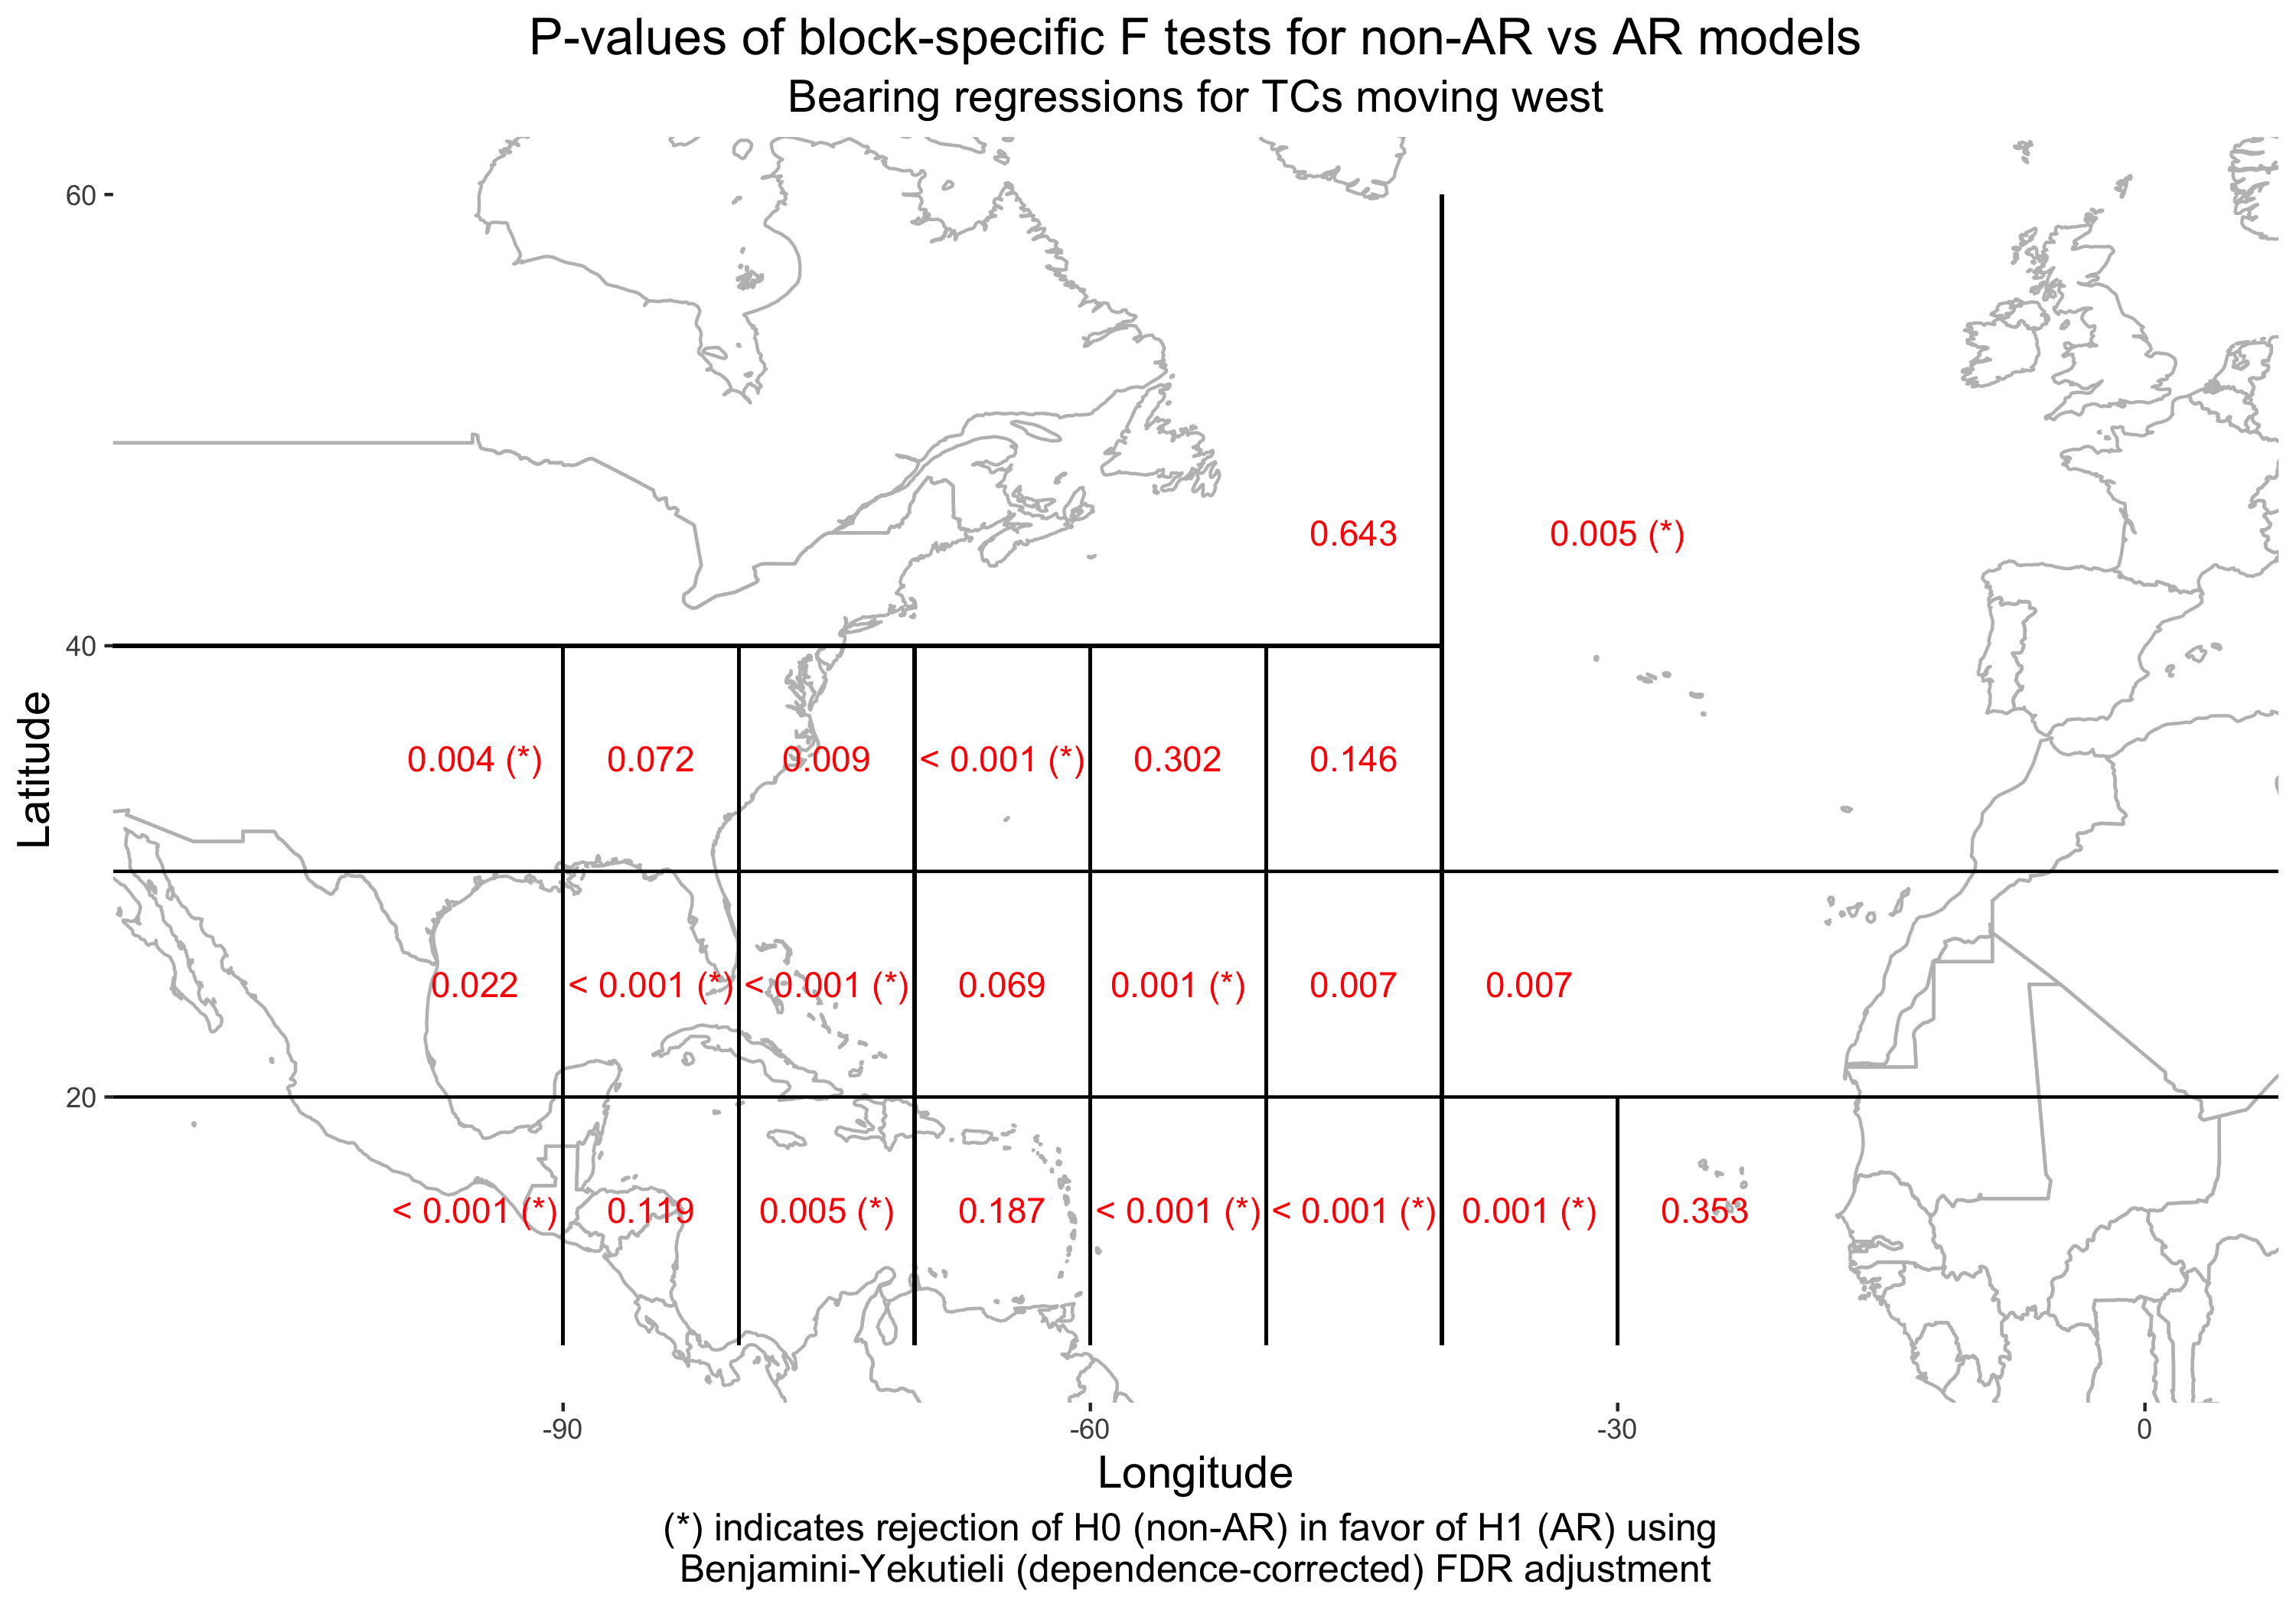 P-values of block-specific F tests for non-AR vs AR models
Bearing regressions for TCs moving west
60
0.643 0.005 (*)
40
0.004 (*) 0.072 0.009 < 0.001 (*) 0.302 0.146
Latitude
0.022 < 0.001 (*) < 0.001 (*) 0.069 0.001 (*) 0.007 0.007
20
< 0.001 (*) 0.119 0.005 (*) 0.187 < 0.001 (*) < 0.001 (*) 0.001 (*) 0.353
-90 -60 -30 0
Longitude
(*) indicates rejection of H0 (non-AR) in favor of H1 (AR) using
Benjamini-Yekutieli (dependence-corrected) FDR adjustment